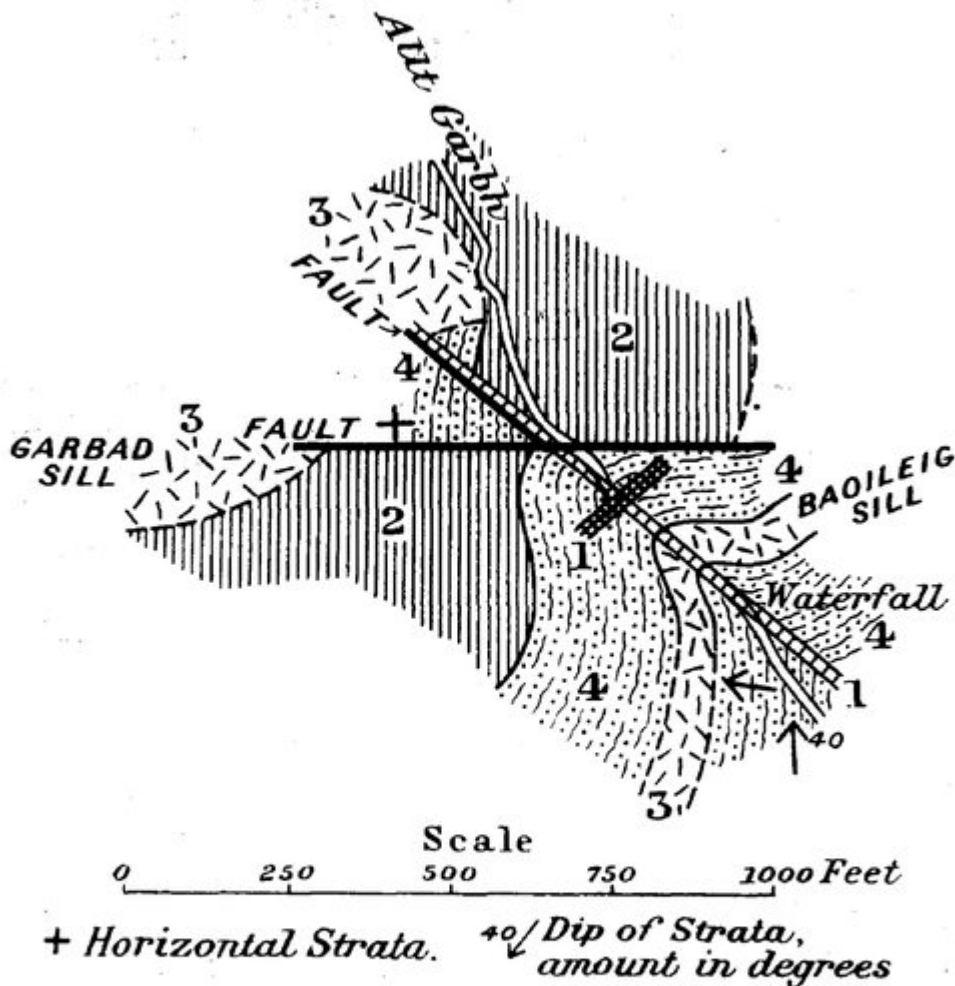 Allt Garbh
3
FAULT
2
4
3
FAULT
GARBAD
SILL
4
BAOILEIG
SILL
2
1
Waterfall
4
4
1
40
3
Scale
0 250 500 750 1000 Feet
+ Horizontal Strata.
40 Dip of Strata,
amount in degrees